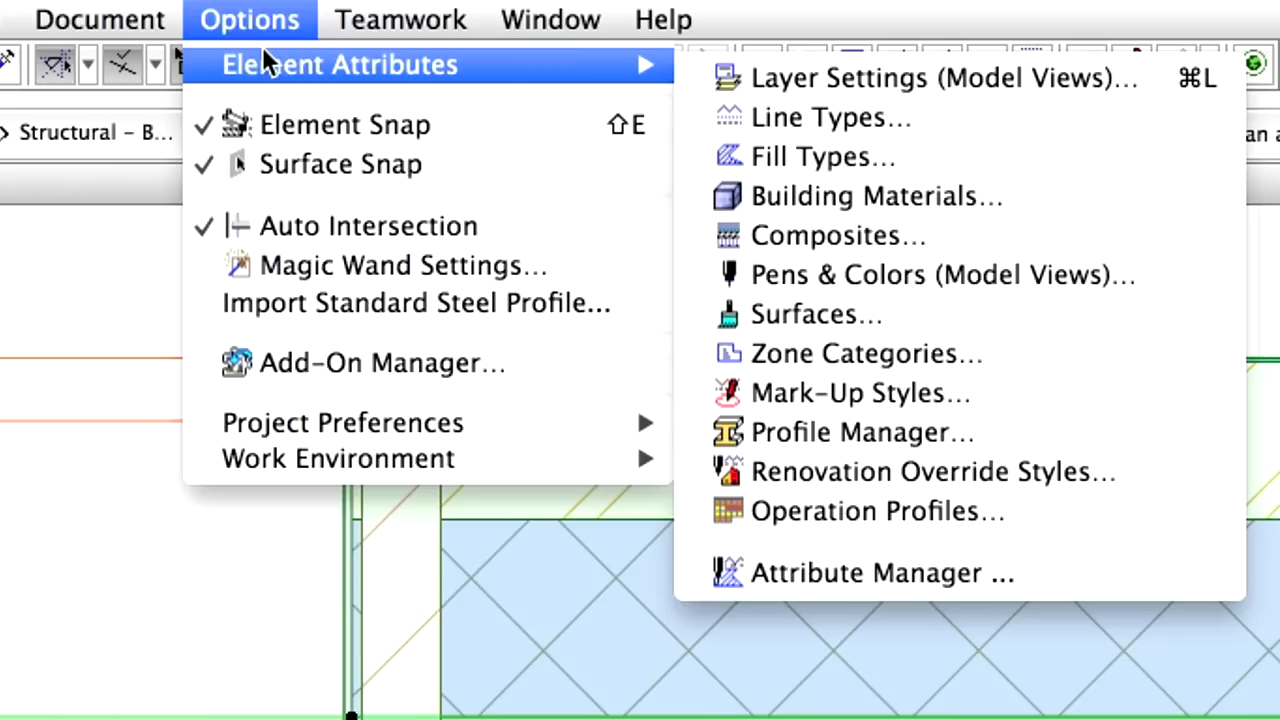 Document Options Teamwork Window Help
Element Attributes
Structural – B...
Element Snap ⇧E
Surface Snap
Auto Intersection
Magic Wand Settings...
Import Standard Steel Profile...
Add-On Manager...
Project Preferences
Work Environment
Layer Settings (Model Views)... ⌘L
Line Types...
Fill Types...
Building Materials...
Composites...
Pens & Colors (Model Views)...
Surfaces...
Zone Categories...
Mark-Up Styles...
Profile Manager...
Renovation Override Styles...
Operation Profiles...
Attribute Manager ...